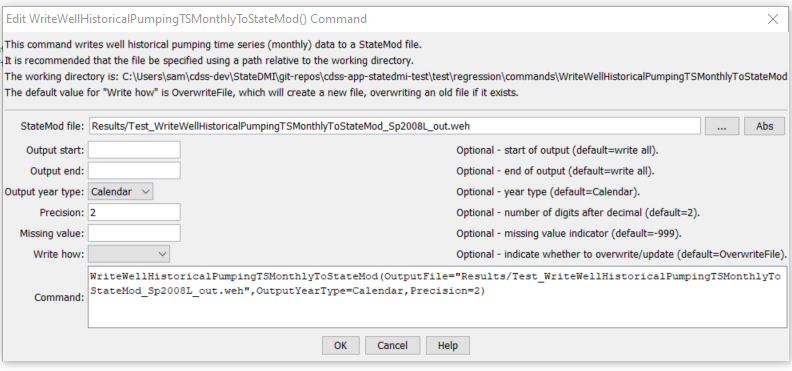 Edit WriteWellHistoricalPumpingTSMonthlyToStateMod() Command
This command writes well historical pumping time series (monthly) data to a StateMod file.
It is recommended that the file be specified using a path relative to the working directory.
The working directory is: C:\Users\sam\cdss-dev\StateDMI\git-repos\cdss-app-statedmi-test\test\regression\commands\WriteWellHistoricalPumpingTSMonthlyToStateMod
The default value for "Write how" is OverwriteFile, which will create a new file, overwriting an old file if it exists.
StateMod file: Results/Test_WriteWellHistoricalPumpingTSMonthlyToStateMod_Sp2008L_out.weh ... Abs
Output start: Optional - start of output (default=write all).
Output end: Optional - end of output (default=write all).
Output year type: Calendar Optional - year type (default=Calendar).
Precision: 2 Optional - number of digits after decimal (default=2).
Missing value: Optional - missing value indicator (default=-999).
Write how: Optional - indicate whether to overwrite/update (default=OverwriteFile).
Command: WriteWellHistoricalPumpingTSMonthlyToStateMod(OutputFile="Results/Test_WriteWellHistoricalPumpingTSMonthlyTo
StateMod_Sp2008L_out.weh",OutputYearType=Calendar,Precision=2)
OK Cancel Help